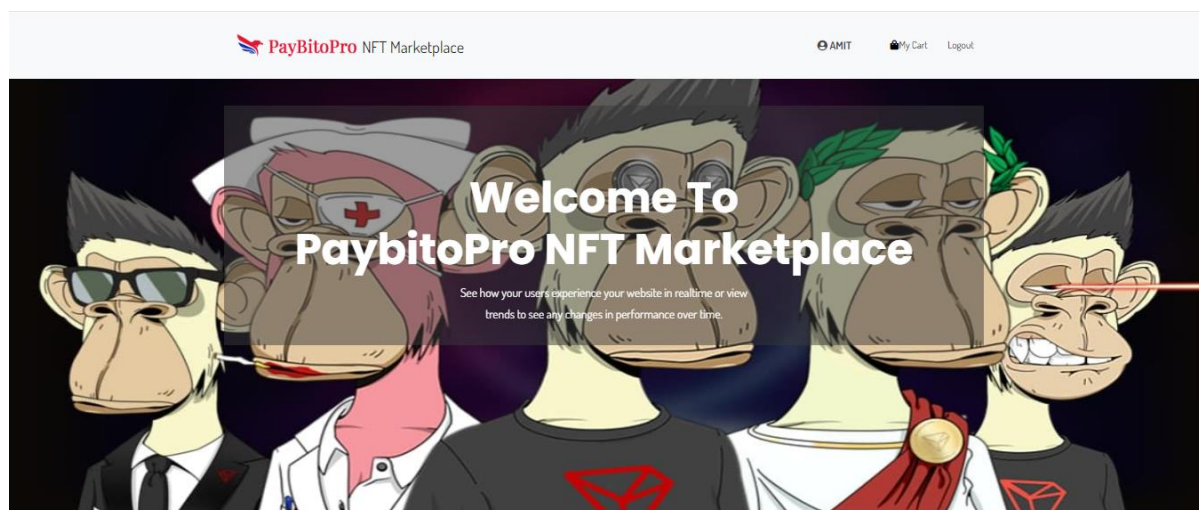 PayBitoPro NFT Marketplace
AMIT
My Cart
Logout
Welcome To
PaybitoPro NFT Marketplace
See how your users experience your website in realtime or view
trends to see any changes in performance over time.